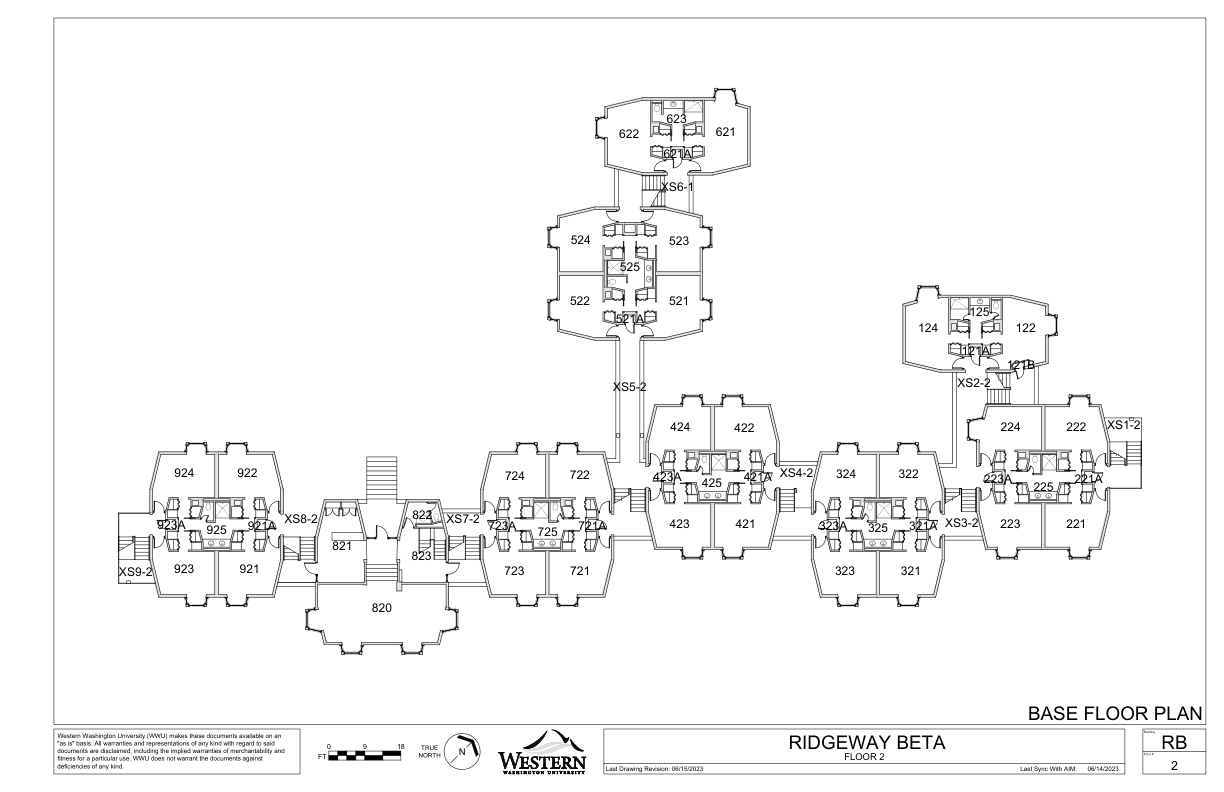 623
622
621
621A
XS6-1
524
523
525
522
521
521A
125
124
122
121A
121B
XS2-2
XS5-2
424
422
224
222
XS1-2
924
922
724
722
423A
425
421A
XS4-2
324
322
223A
225
221A
923A
925
921A
XS8-2
822
XS7-2
723A
725
721A
423
421
323A
325
321A
XS3-2
223
221
821
823
XS9-2
923
921
723
721
323
321
820
BASE FLOOR PLAN
Western Washington University (WWU) makes these documents available on an
"as is" basis. All warranties and representations of any kind with regard to said
documents are disclaimed, including the implied warranties of merchantability and
fitness for a particular use. WWU does not warrant the documents against
deficiencies of any kind.
0 9 18
FT
TRUE
NORTH
N
WESTERN
WASHINGTON UNIVERSITY
RIDGEWAY BETA
FLOOR 2
Last Drawing Revision: 06/15/2023
Last Sync With AIM: 06/14/2023
Building
RB
FLOOR
2